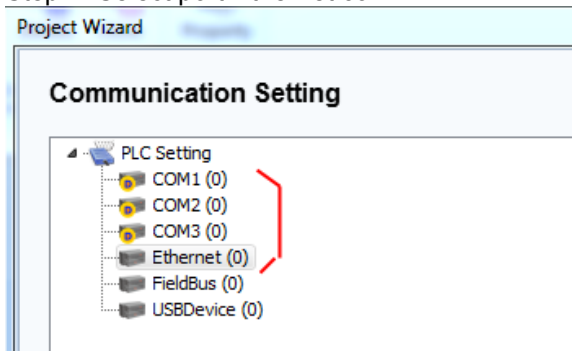 Project Wizard
Communication Setting
PLC Setting
COM1 (0)
COM2 (0)
COM3 (0)
Ethernet (0)
FieldBus (0)
USBDevice (0)